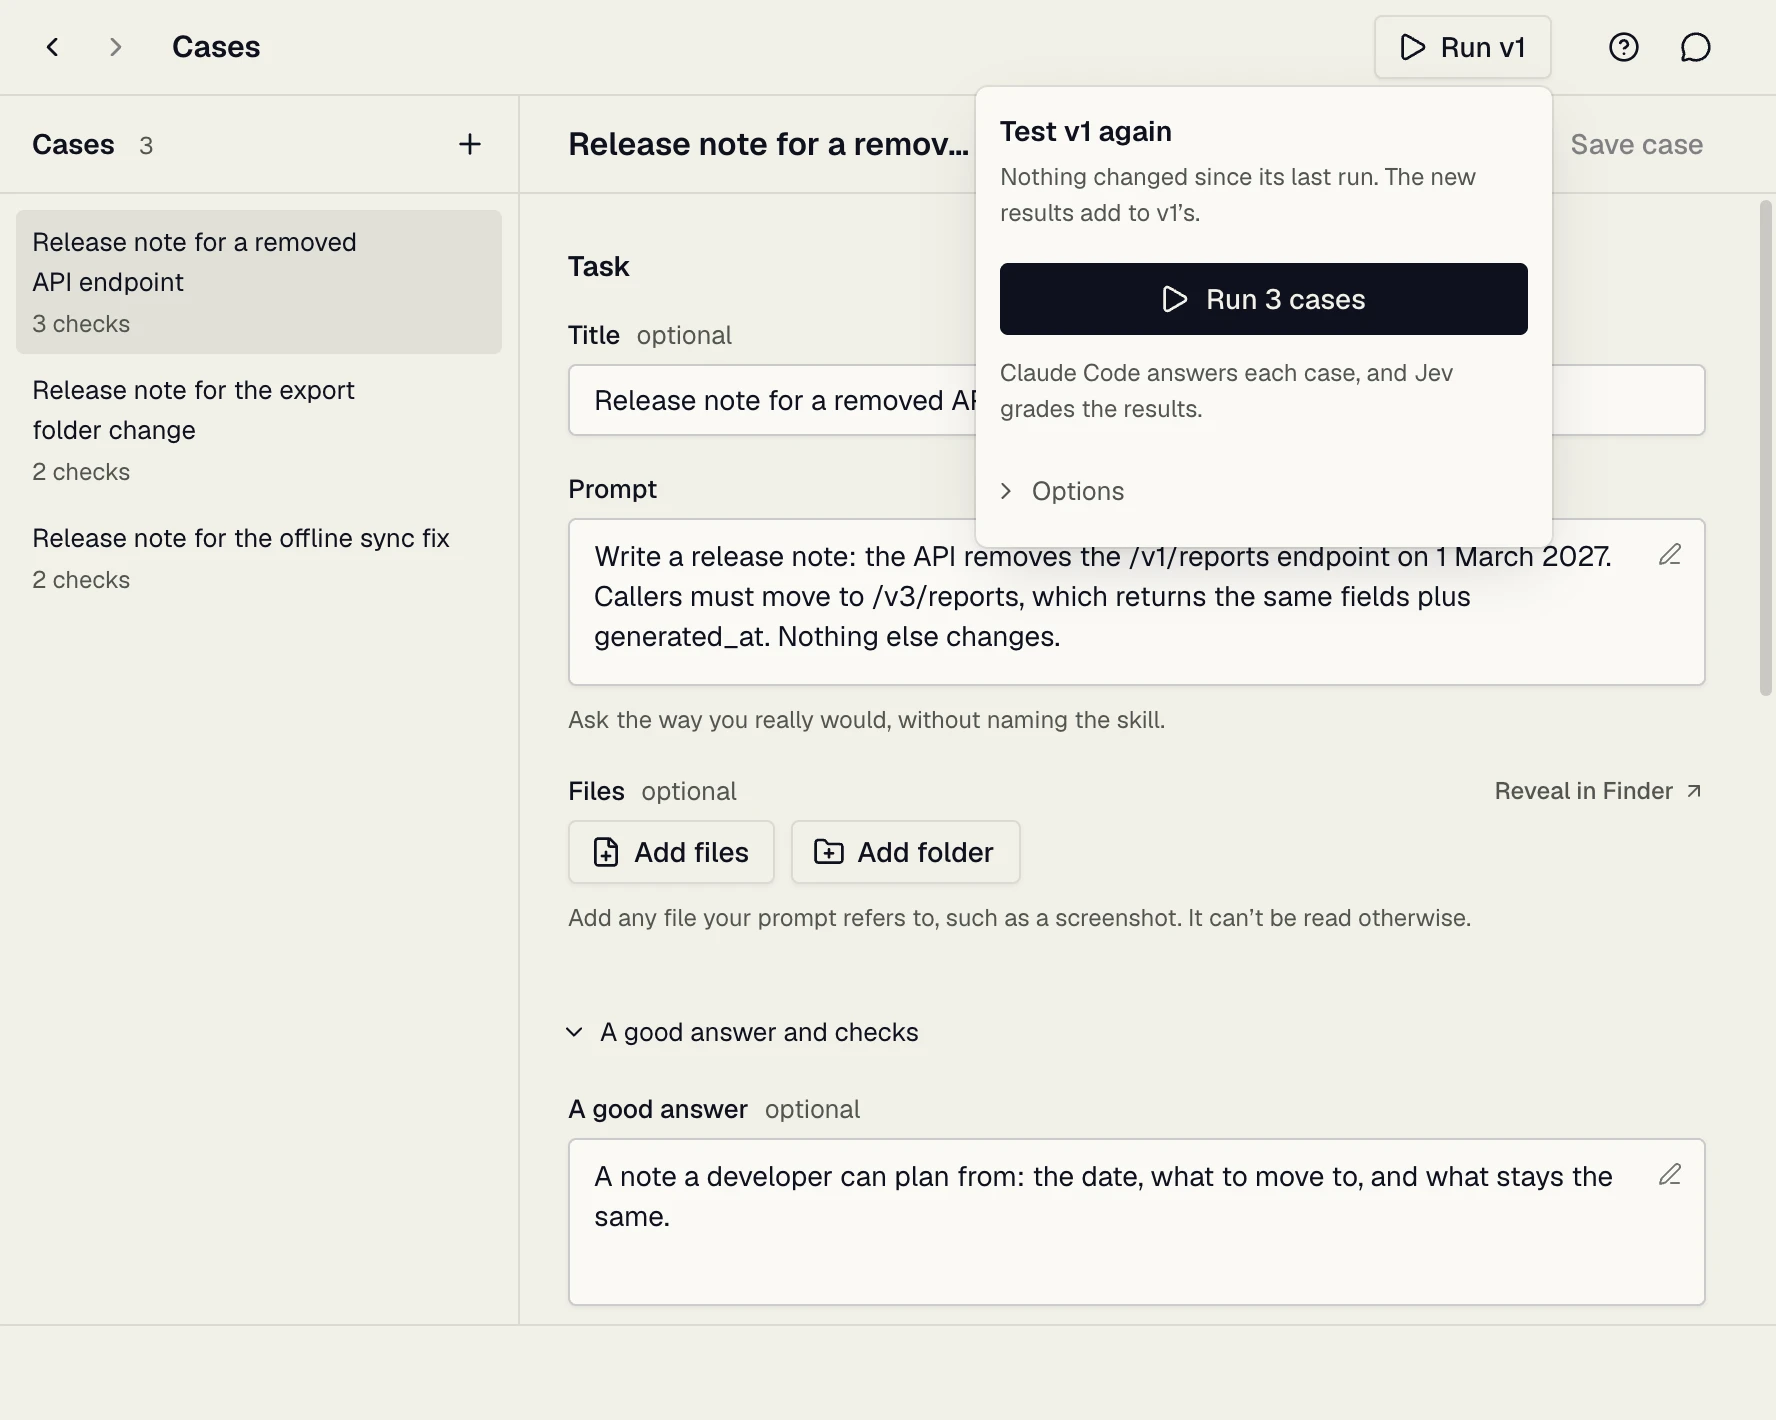 Cases
Run v1
Cases 3
Release note for a removed
API endpoint
3 checks
Release note for the export
folder change
2 checks
Release note for the offline sync fix
2 checks
Release note for a remov…
Save case
Test v1 again
Nothing changed since its last run. The new
results add to v1’s.
Run 3 cases
Claude Code answers each case, and Jev
grades the results.
Options
Task
Title optional
Release note for a removed AP
Prompt
Write a release note: the API removes the /v1/reports endpoint on 1 March 2027.
Callers must move to /v3/reports, which returns the same fields plus
generated_at. Nothing else changes.
Ask the way you really would, without naming the skill.
Files optional
Reveal in Finder
Add files
Add folder
Add any file your prompt refers to, such as a screenshot. It can’t be read otherwise.
A good answer and checks
A good answer optional
A note a developer can plan from: the date, what to move to, and what stays the
same.